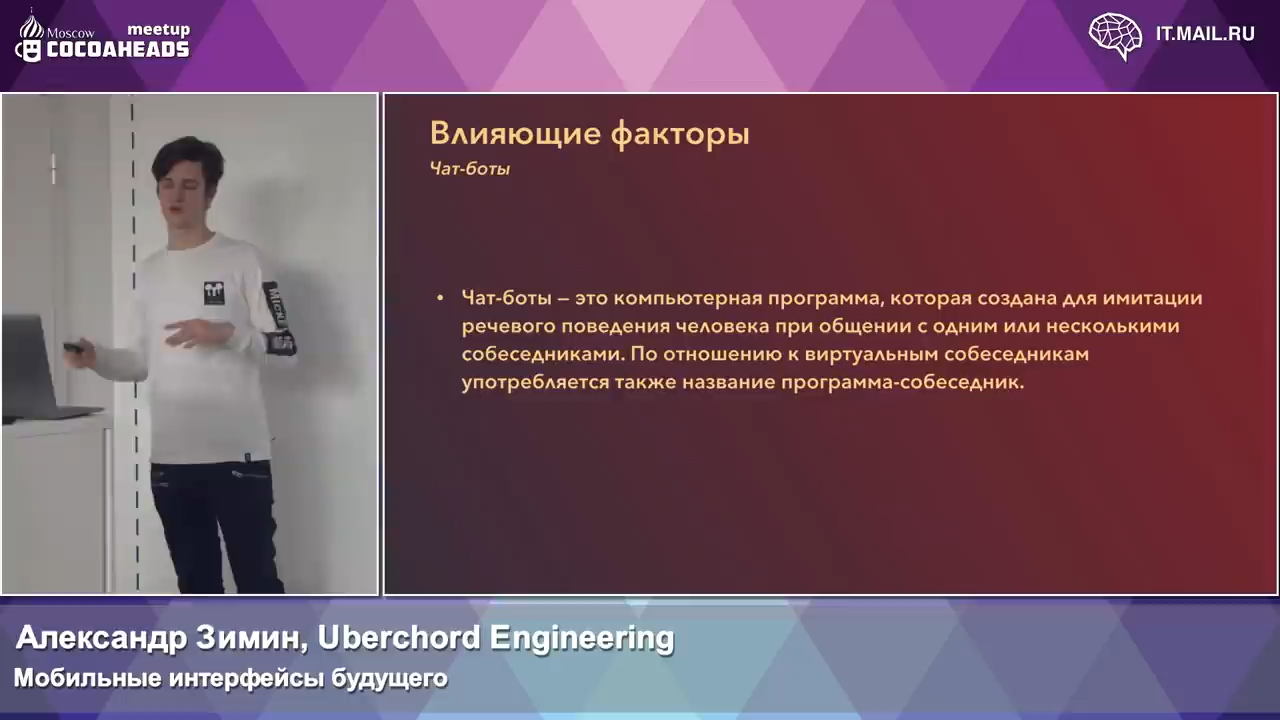 Moscow meetup
COCOAHEADS
IT.MAIL.RU
Влияющие факторы
Чат-боты
• Чат-боты – это компьютерная программа, которая создана для имитации
речевого поведения человека при общении с одним или несколькими
собеседниками. По отношению к виртуальным собеседникам
употребляется также название программа-собеседник.
Александр Зимин, Uberchord Engineering
Мобильные интерфейсы будущего